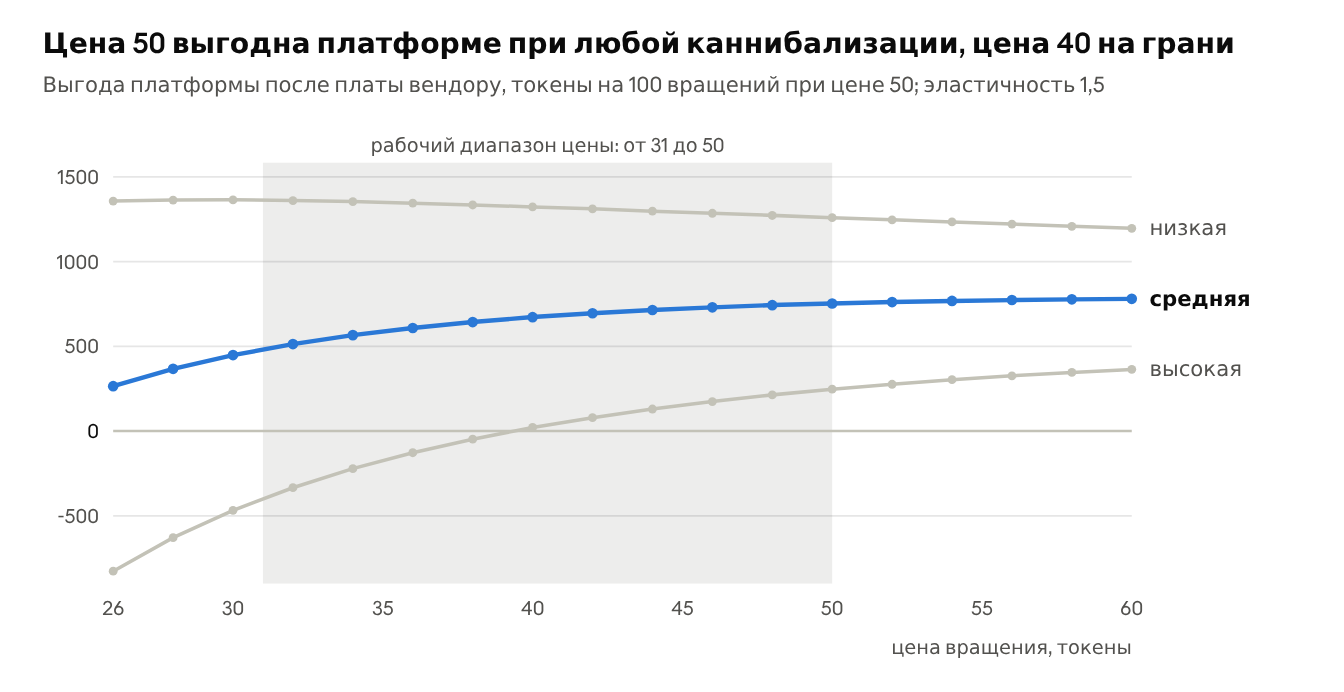 Цена 50 выгодна платформе при любой каннибализации, цена 40 на грани
Выгода платформы после платы вендору, токены на 100 вращений при цене 50; эластичность 1,5
рабочий диапазон цены: от 31 до 50
1500
1000
500
0
-500
низкая
средняя
высокая
26 30 35 40 45 50 55 60
цена вращения, токены